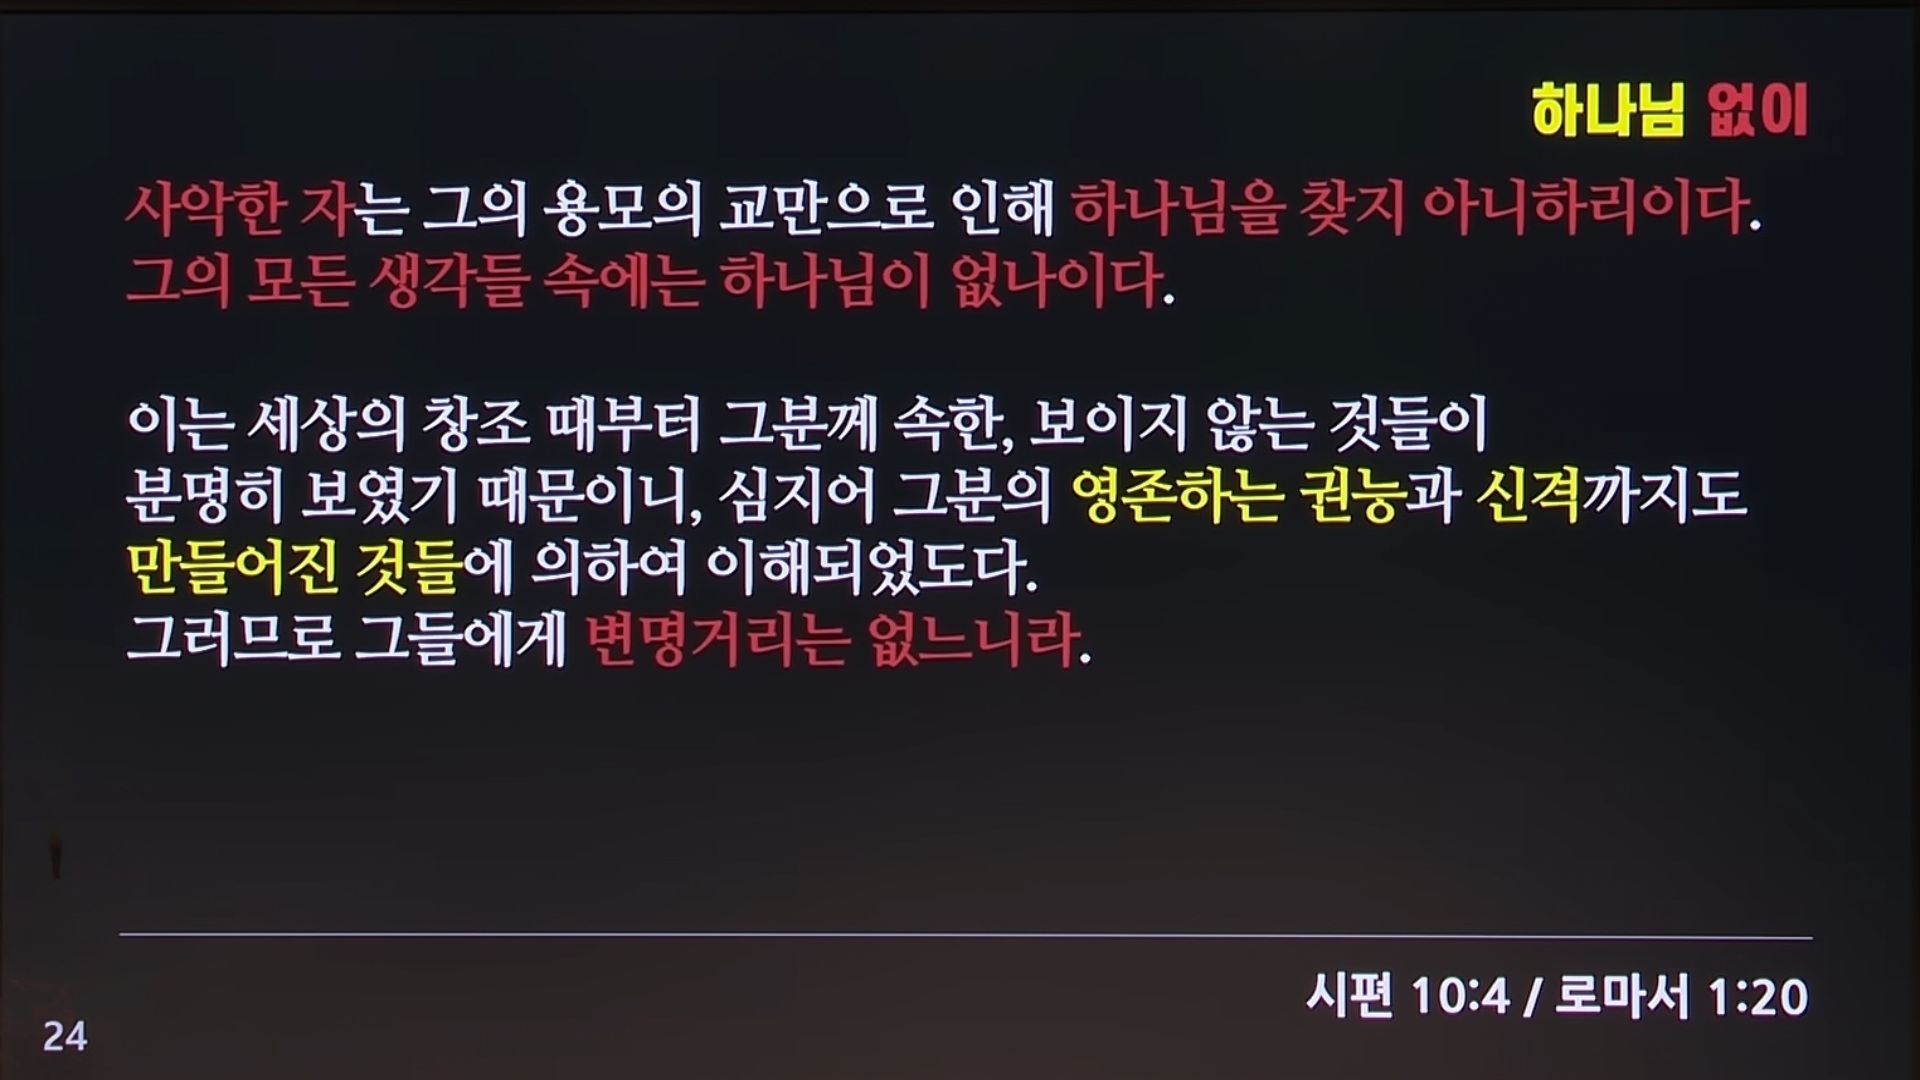 하나님 없이
사악한 자는 그의 용모의 교만으로 인해 하나님을 찾지 아니하리이다.
그의 모든 생각들 속에는 하나님이 없나이다.
이는 세상의 창조 때부터 그분께 속한, 보이지 않는 것들이
분명히 보였기 때문이니, 심지어 그분의 영존하는 권능과 신격까지도
만들어진 것들에 의하여 이해되었도다.
그러므로 그들에게 변명거리는 없느니라.
시편 10:4 / 로마서 1:20
24